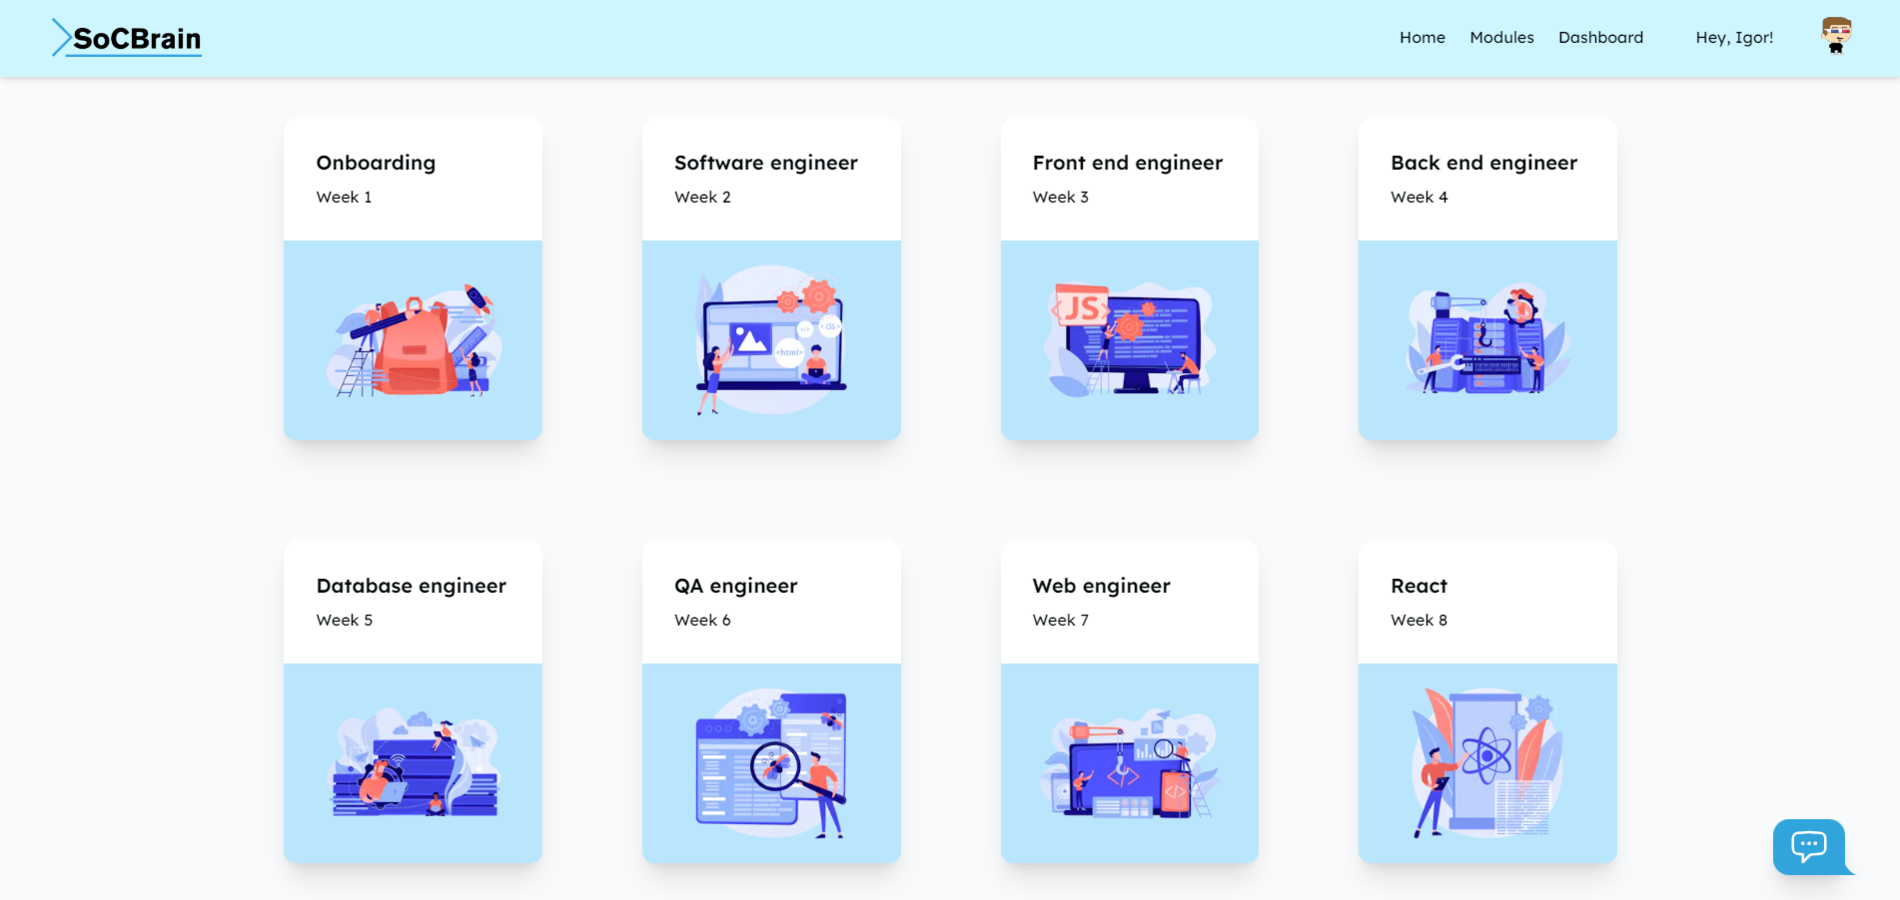 SoCBrain
Home Modules Dashboard Hey, Igor!
Onboarding
Week 1
Software engineer
Week 2
<html>
</>
<CSS
Front end engineer
Week 3
JS
Back end engineer
Week 4
Database engineer
Week 5
QA engineer
Week 6
Web engineer
Week 7
</>
</>
React
Week 8